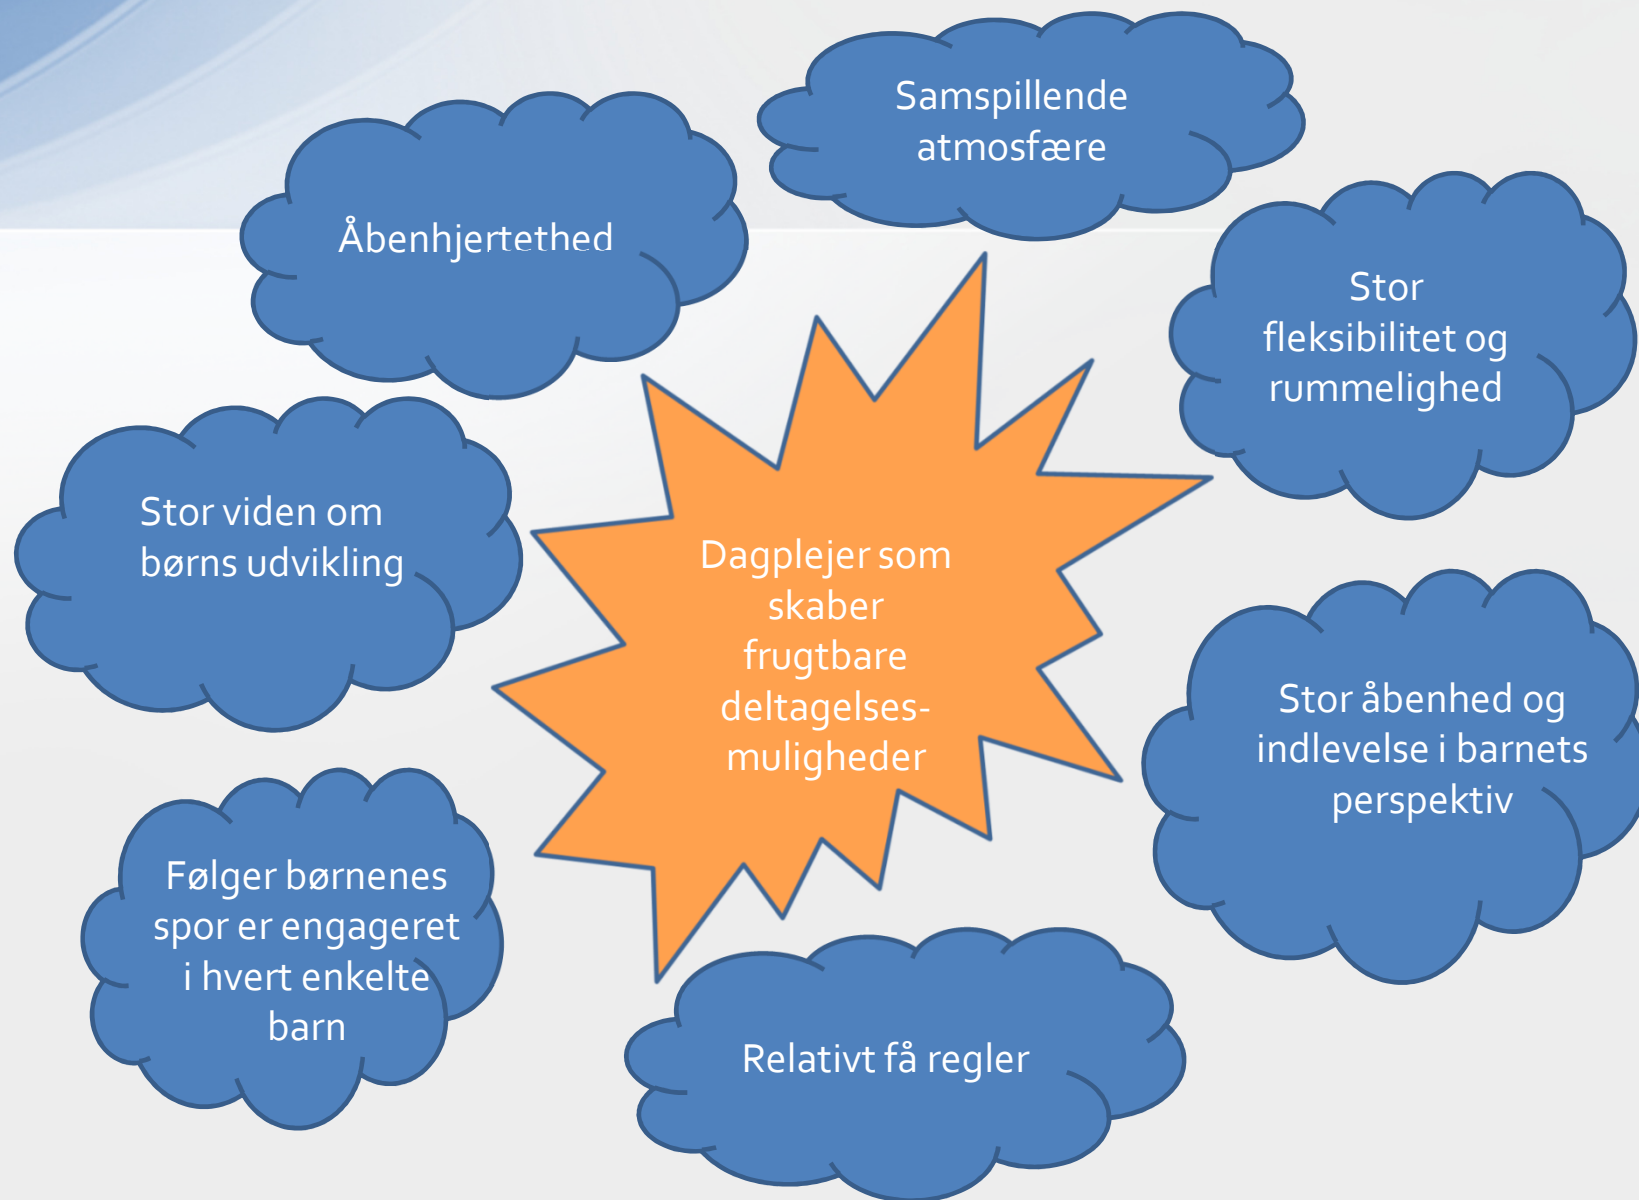 Samspillende
atmosfære
Åbenhjertethed
Stor
fleksibilitet og
rummelighed
Stor viden om
børns udvikling
Dagplejer som
skaber
frugtbare
deltagelses-
muligheder
Stor åbenhed og
indlevelse i barnets
perspektiv
Følger børnenes
spor er engageret
i hvert enkelte
barn
Relativt få regler